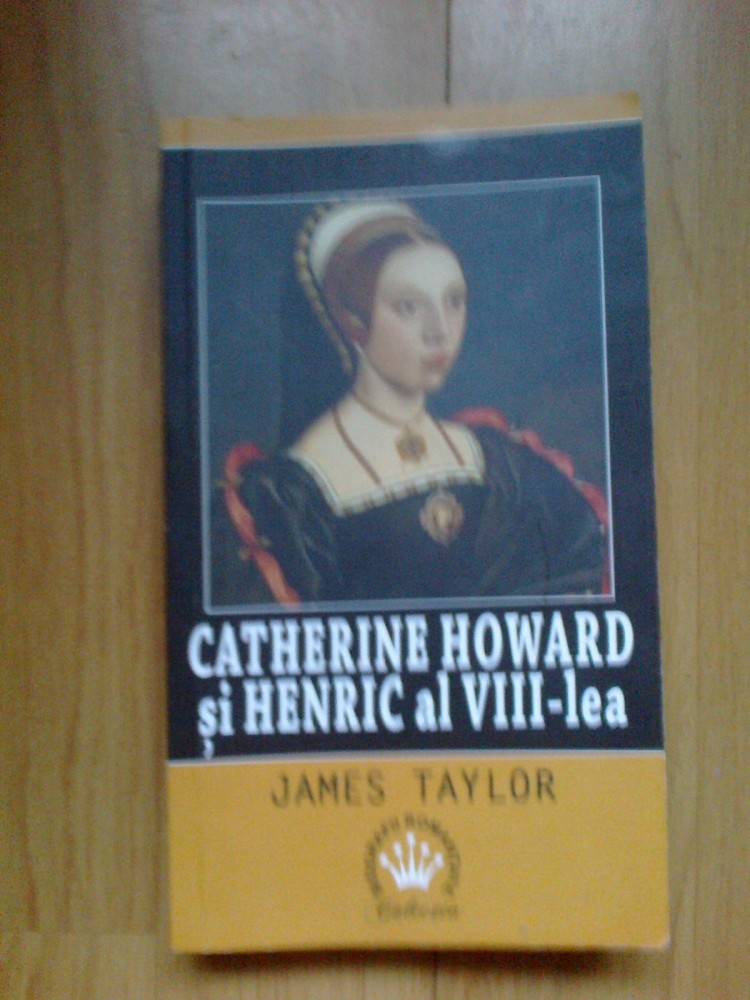 CATHERINE HOWARD
și HENRIC al VIII-lea
JAMES TAYLOR